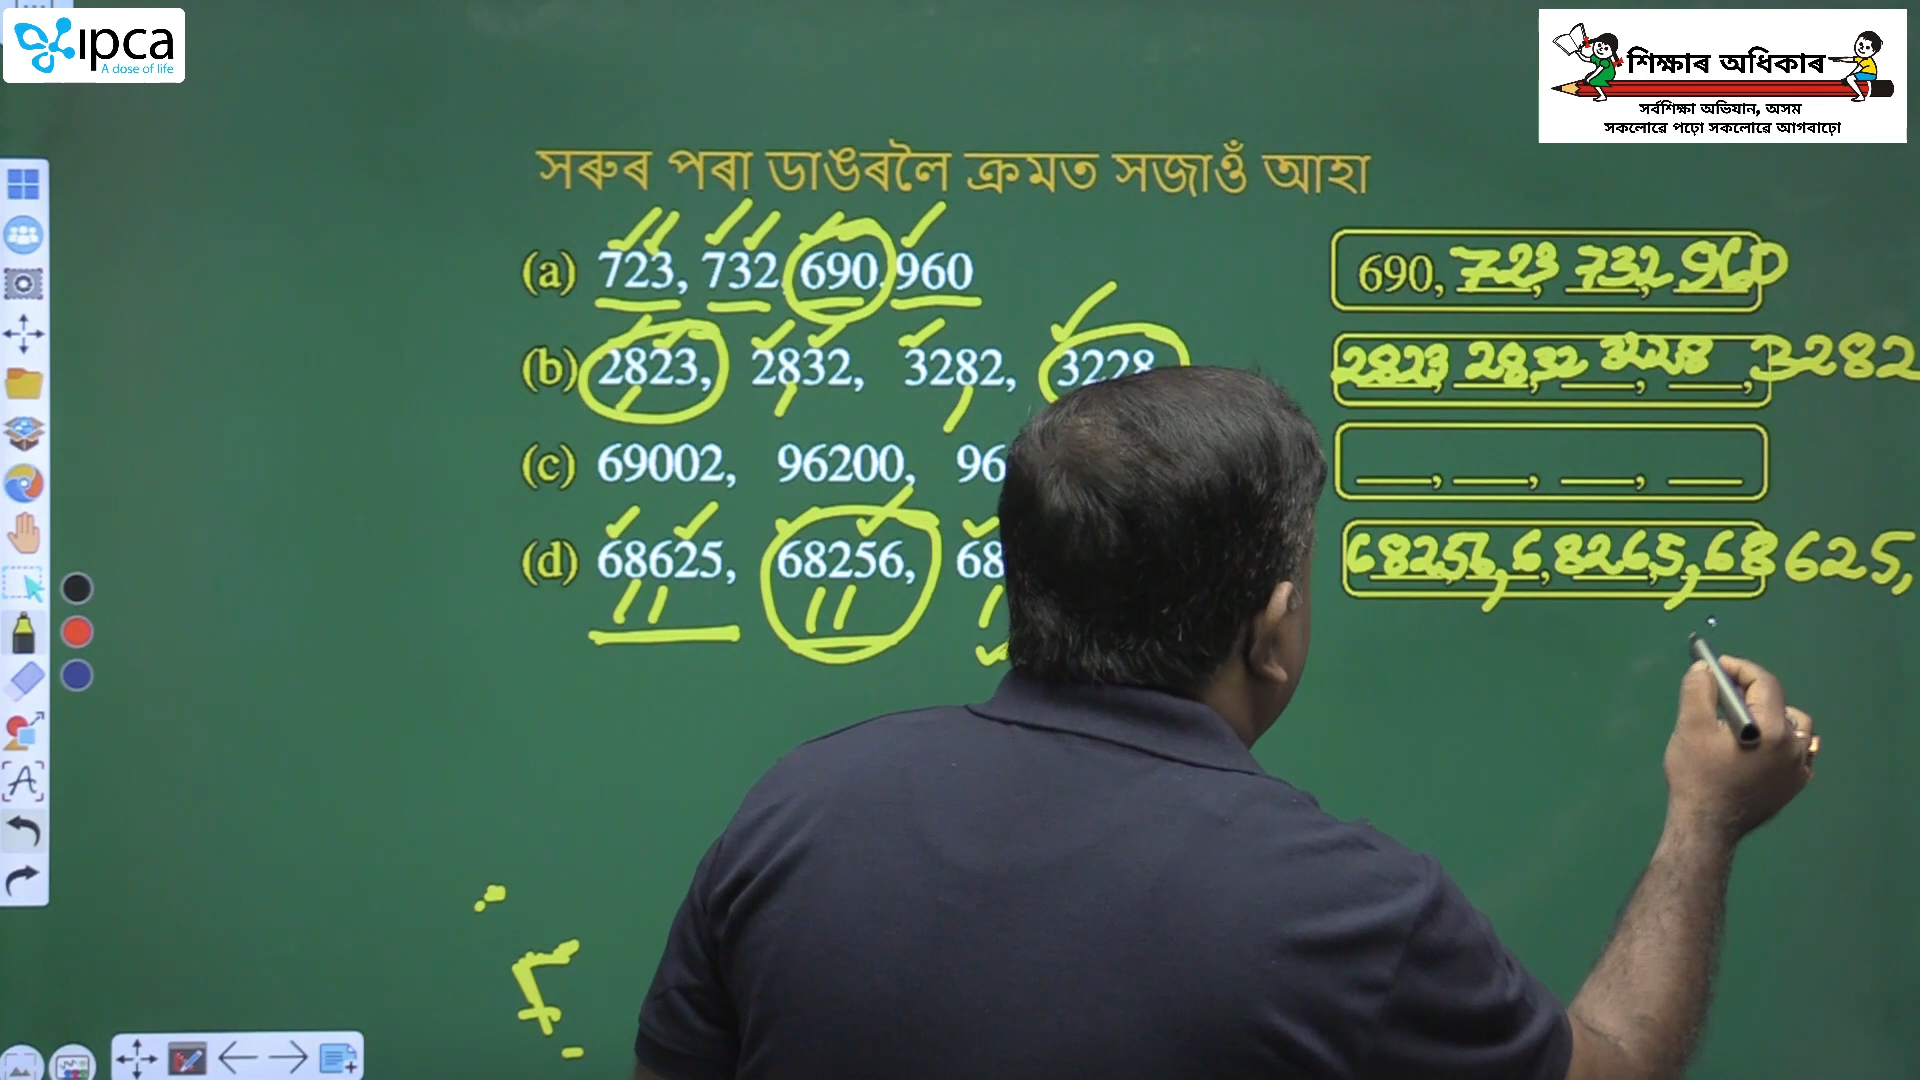 ipca
A dose of life
শিক্ষাৰ অধিকাৰ
সৰ্বশিক্ষা অভিযান, অসম
সকলোৱে পঢ়ো সকলোৱে আগবাঢ়ো
সৰুৰ পৰা ডাঙৰলৈ ক্ৰমত সজাওঁ আহা
(a) 723, 732, 690, 960
690, 723, 732, 960
(b) 2823, 2832, 3282, 3228
2823, 2832, 3228, 3282
(c) 69002, 96200, 96
(d) 68625, 68256, 68
68256, 68265, 68625,